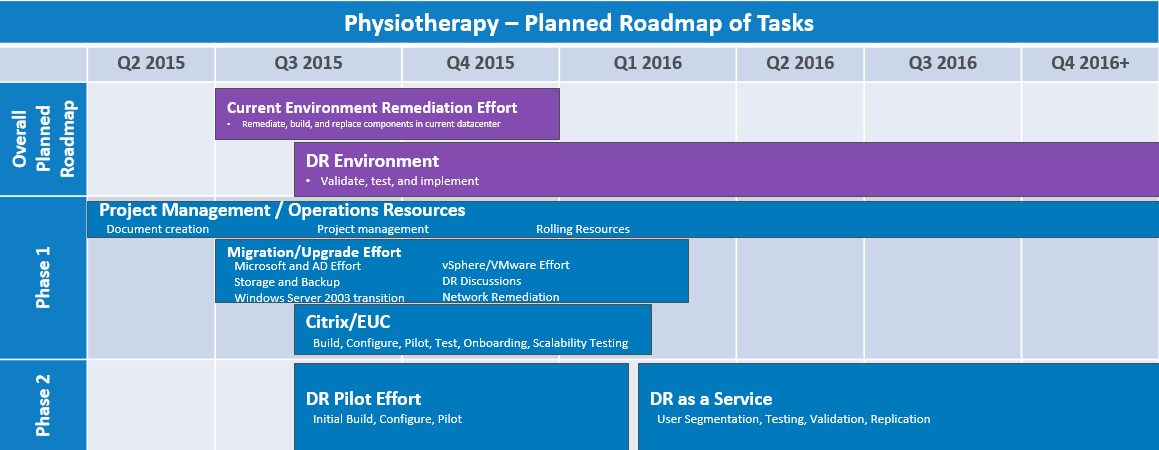 Physiotherapy – Planned Roadmap of Tasks
Q2 2015
Q3 2015
Q4 2015
Q1 2016
Q2 2016
Q3 2016
Q4 2016+
Overall
Planned
Roadmap
Current Environment Remediation Effort
• Remediate, build, and replace components in current datacenter
DR Environment
• Validate, test, and implement
Phase 1
Project Management / Operations Resources
Document creation
Project management
Rolling Resources
Migration/Upgrade Effort
Microsoft and AD Effort
vSphere/VMware Effort
Storage and Backup
DR Discussions
Windows Server 2003 transition
Network Remediation
Citrix/EUC
Build, Configure, Pilot, Test, Onboarding, Scalability Testing
Phase 2
DR Pilot Effort
Initial Build, Configure, Pilot
DR as a Service
User Segmentation, Testing, Validation, Replication